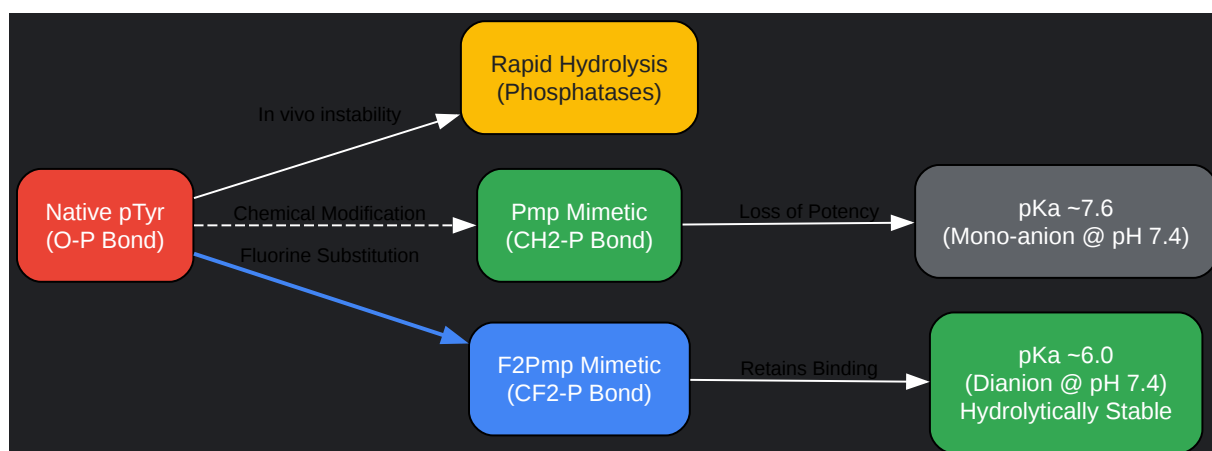 Rapid Hydrolysis
(Phosphatases)
In vivo instability
Native pTyr
(O-P Bond)
Chemical Modification
Pmp Mimetic
(CH2-P Bond)
Loss of Potency
pKa ~7.6
(Mono-anion @ pH 7.4)
Fluorine Substitution
F2Pmp Mimetic
(CF2-P Bond)
Retains Binding
pKa ~6.0
(Dianion @ pH 7.4)
Hydrolytically Stable